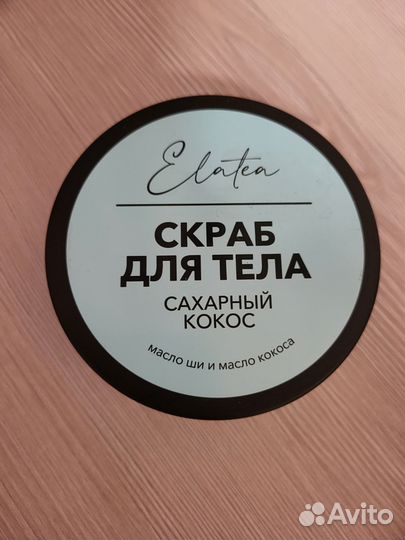 Elatea
СКРАБ
ДЛЯ ТЕЛА
САХАРНЫЙ
КОКОС
масло ши и масло кокоса
Avito